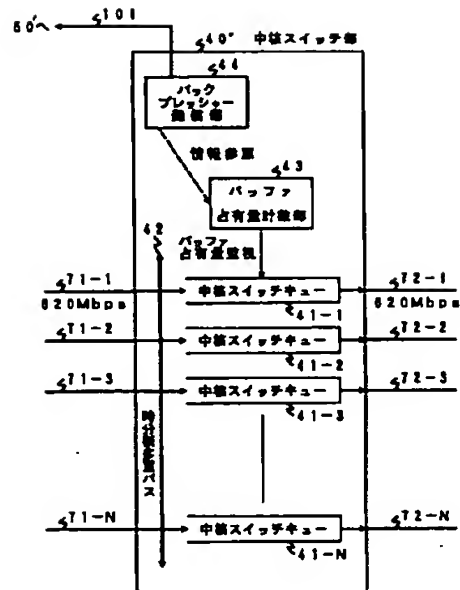 101
60'へ
40"
中核スイッチ部
44
バック
プレッシャー
情報参照
43
バッファ
占有量計数部
42
バッファ
占有量監視
71-1
中核スイッチキュー
72-1
620Mbps
41-1
620Mbps
71-2
中核スイッチキュー
72-2
41-2
71-3
中核スイッチキュー
72-3
41-3
バス
71-N
中核スイッチキュー
72-N
41-N